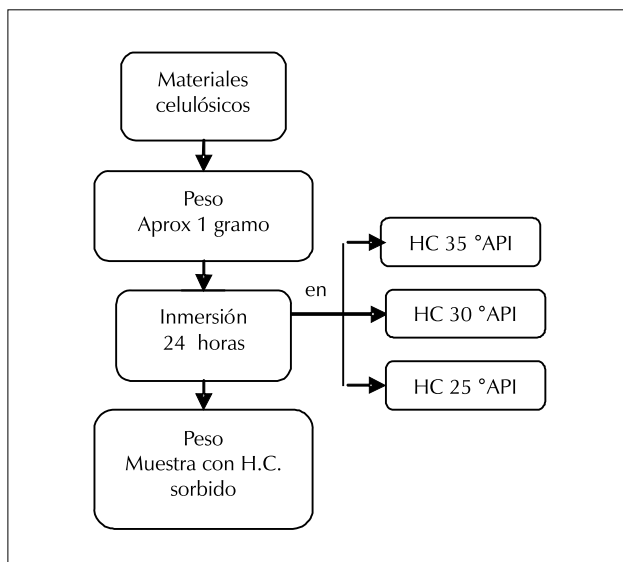 Materiales
celulósicos
Peso
Aprox 1 gramo
Inmersión
24 horas
en
HC 35 °API
HC 30 °API
HC 25 °API
Peso
Muestra con H.C.
sorbido